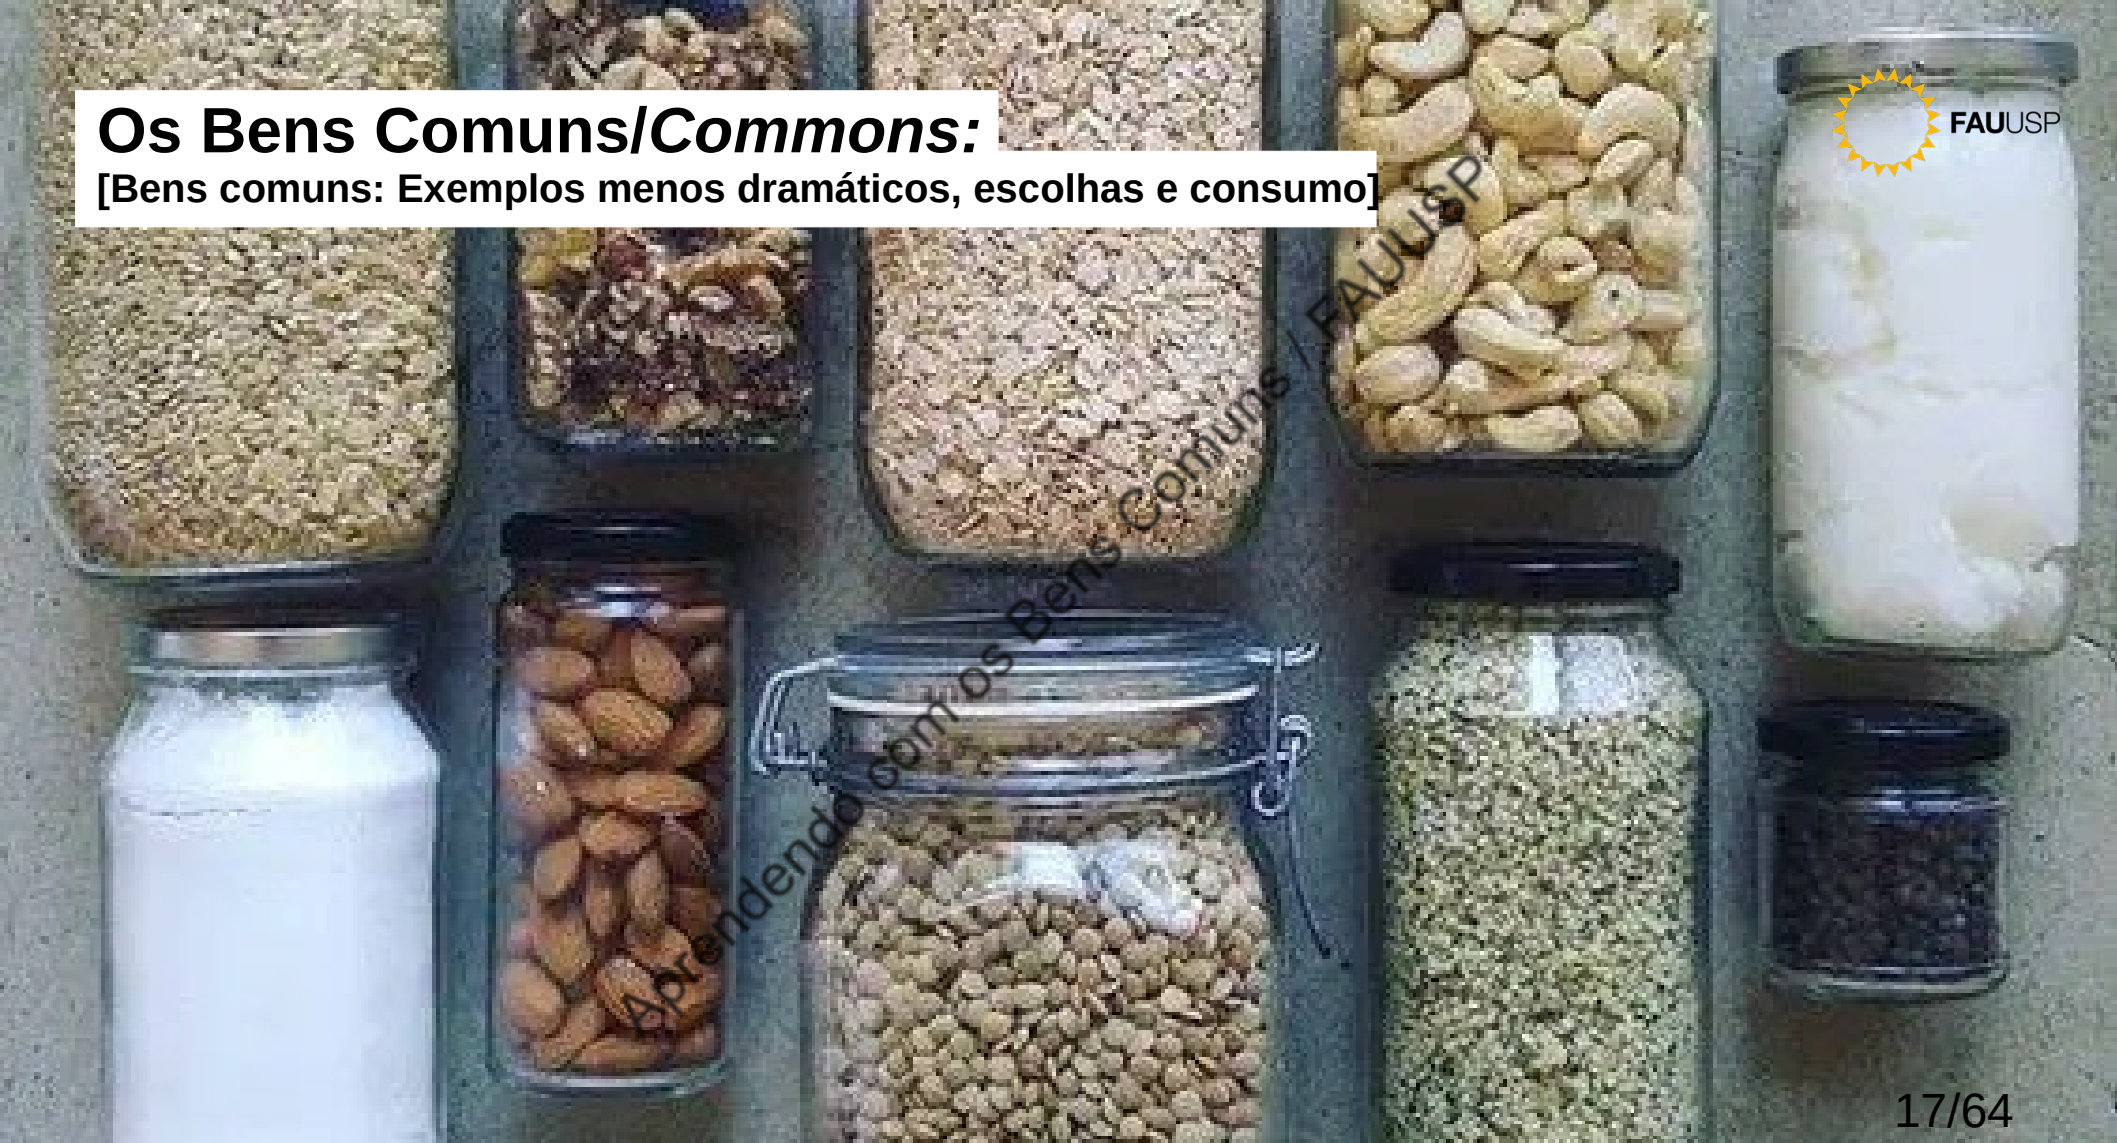 Os Bens Comuns/Commons:
[Bens comuns: Exemplos menos dramáticos, escolhas e consumo]
FAUUSP
Aprendendo com os Bens Comuns / FAUUSP
17/64